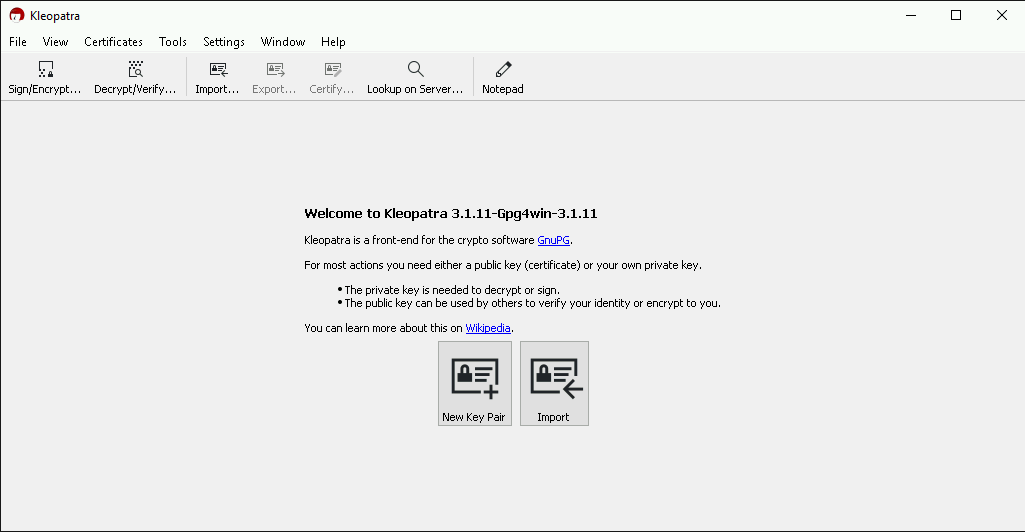 Kleopatra
File View Certificates Tools Settings Window Help
Sign/Encrypt... Decrypt/Verify... Import... Export... Certify... Lookup on Server... Notepad
Welcome to Kleopatra 3.1.11-Gpg4win-3.1.11
Kleopatra is a front-end for the crypto software GnuPG.
For most actions you need either a public key (certificate) or your own private key.
• The private key is needed to decrypt or sign.
• The public key can be used by others to verify your identity or encrypt to you.
You can learn more about this on Wikipedia.
New Key Pair Import